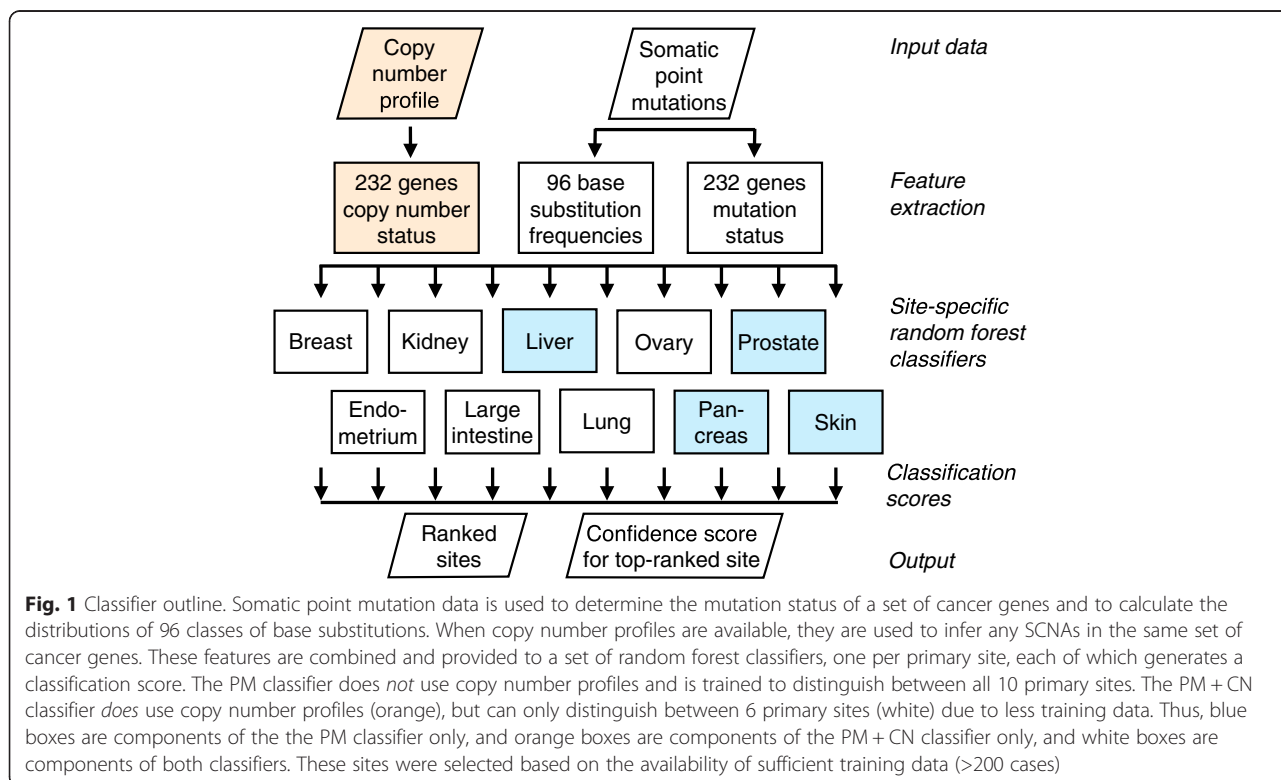 Copy
number
profile
Somatic
point
mutations
Input data
232 genes
copy number
status
96 base
substitution
frequencies
232 genes
mutation
status
Feature
extraction
Breast
Kidney
Liver
Ovary
Prostate
Site-specific
random forest
classifiers
Endo-
metrium
Large
intestine
Lung
Pan-
creas
Skin
Classification
scores
Ranked
sites
Confidence score
for top-ranked site
Output
Fig. 1 Classifier outline. Somatic point mutation data is used to determine the mutation status of a set of cancer genes and to calculate the
distributions of 96 classes of base substitutions. When copy number profiles are available, they are used to infer any SCNAs in the same set of
cancer genes. These features are combined and provided to a set of random forest classifiers, one per primary site, each of which generates a
classification score. The PM classifier does not use copy number profiles and is trained to distinguish between all 10 primary sites. The PM + CN
classifier does use copy number profiles (orange), but can only distinguish between 6 primary sites (white) due to less training data. Thus, blue
boxes are components of the the PM classifier only, and orange boxes are components of the PM + CN classifier only, and white boxes are
components of both classifiers. These sites were selected based on the availability of sufficient training data (>200 cases)